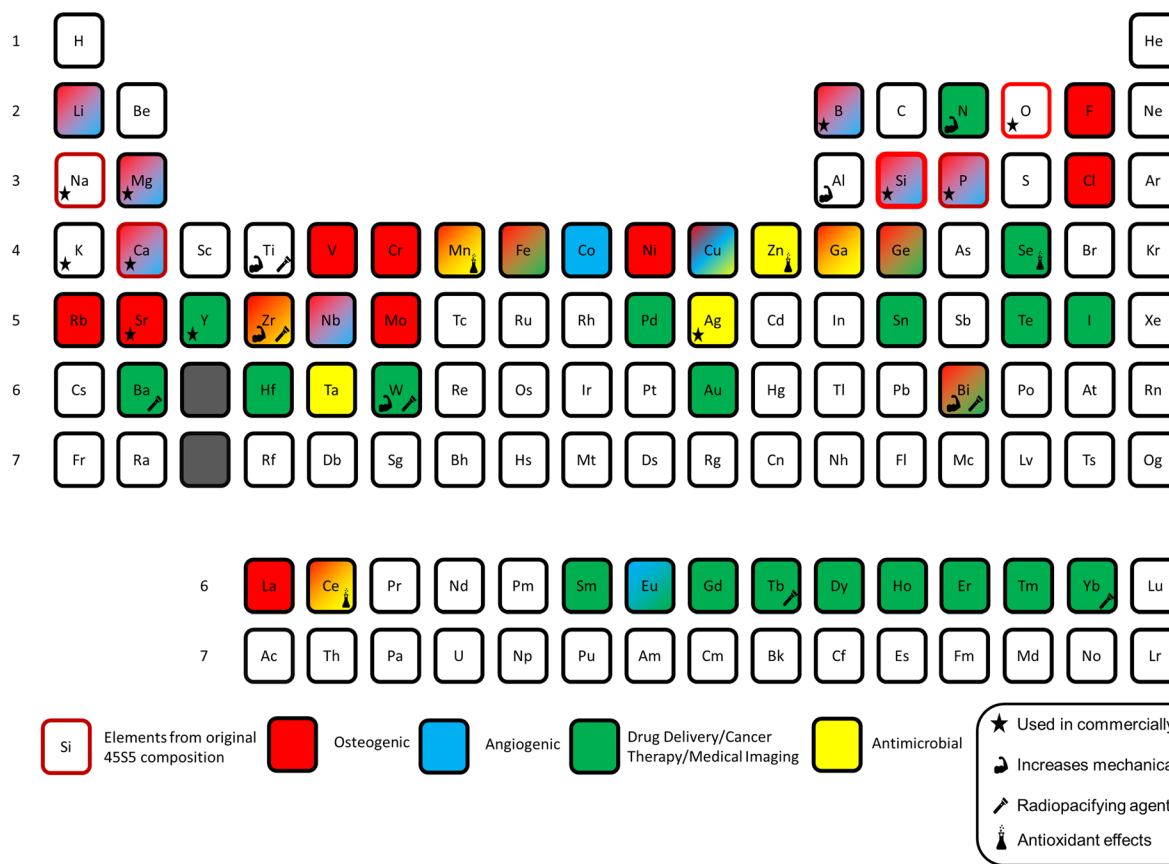 1 H He
2 Li Be B C N O F Ne
3 Na Mg Al Si P S Cl Ar
4 K Ca Sc Ti V Cr Mn Fe Co Ni Cu Zn Ga Ge As Se Br Kr
5 Rb Sr Y Zr Nb Mo Tc Ru Rh Pd Ag Cd In Sn Sb Te I Xe
6 Cs Ba Hf Ta W Re Os Ir Pt Au Hg Tl Pb Bi Po At Rn
7 Fr Ra Rf Db Sg Bh Hs Mt Ds Rg Cn Nh Fl Mc Lv Ts Og
6 La Ce Pr Nd Pm Sm Eu Gd Tb Dy Ho Er Tm Yb Lu
7 Ac Th Pa U Np Pu Am Cm Bk Cf Es Fm Md No Lr
Si
Elements from original
45S5 composition
Osteogenic
Angiogenic
Drug Delivery/Cancer
Therapy/Medical Imaging
Antimicrobial
Used in commercially
Increases mechanica
Radiopacifying agent
Antioxidant effects